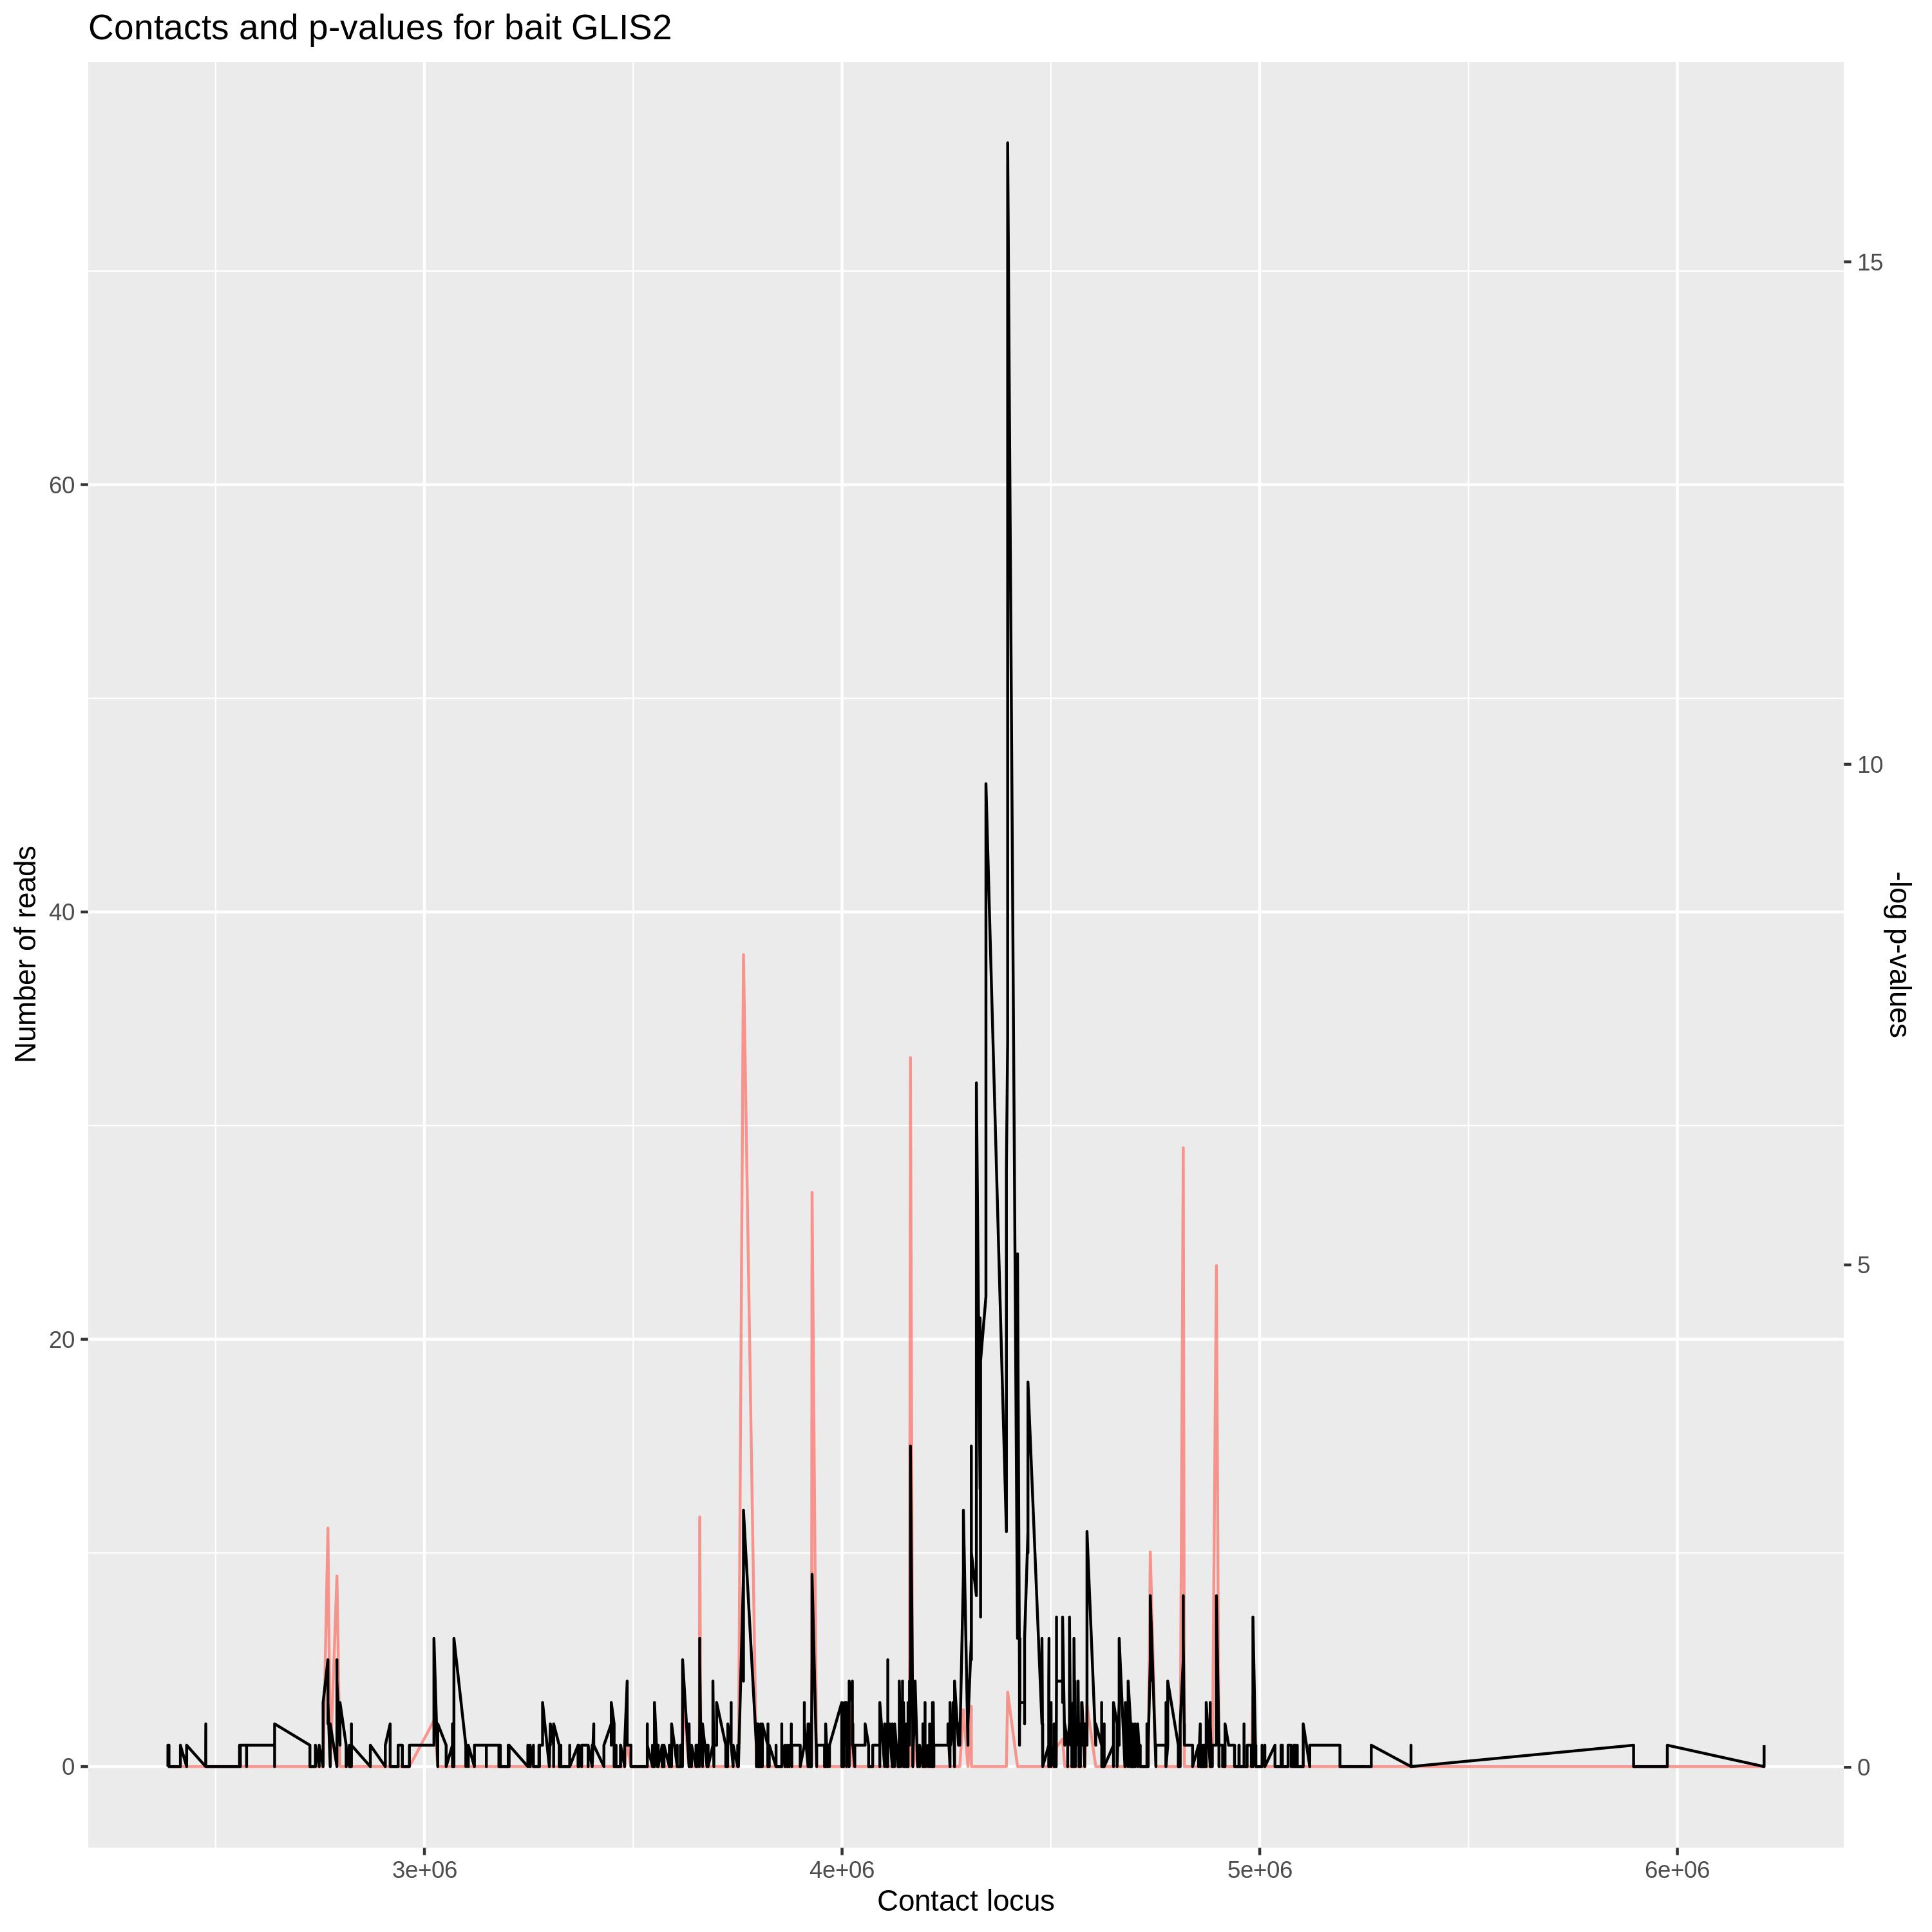 Contacts and p-values for bait GLIS2
Number of reads
60
40
20
0
15
10
5
0
-log p-values
3e+06 4e+06 5e+06 6e+06
Contact locus